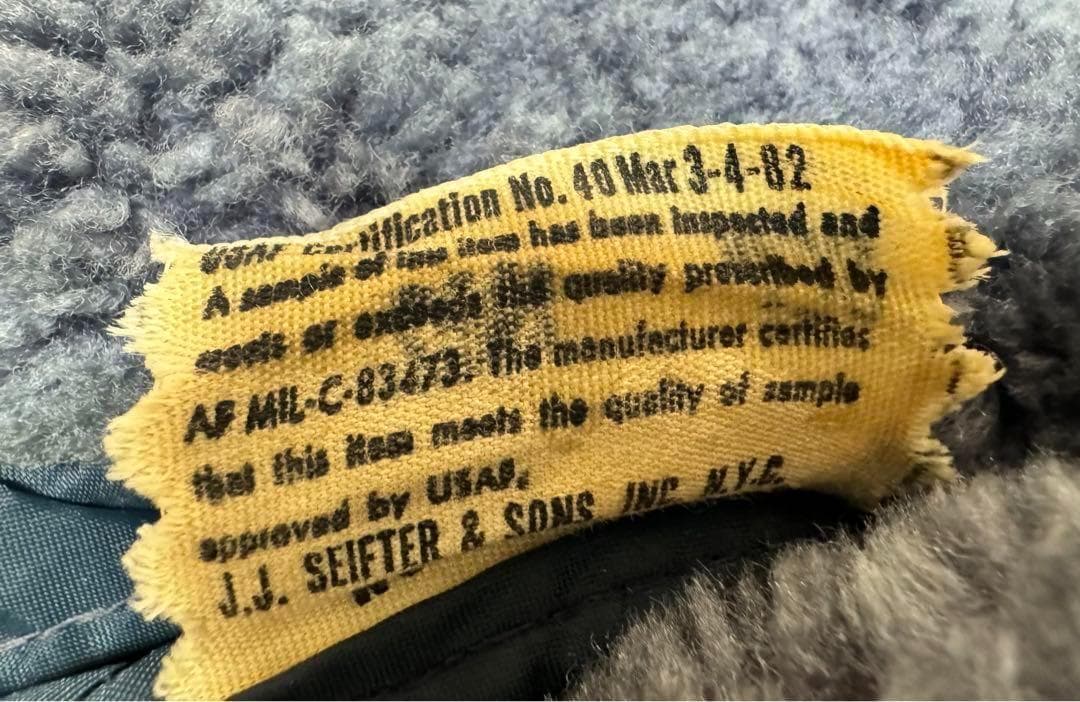 Certification No. 40 Mar 3-4-82
A sample of this item has been inspected and
meets or exceeds the quality prescribed by
AF MIL-C-83473. The manufacturer certifies
that this item meets the quality of sample
approved by USAF.
J.J. SEIFTER & SONS INC. N.Y.C.